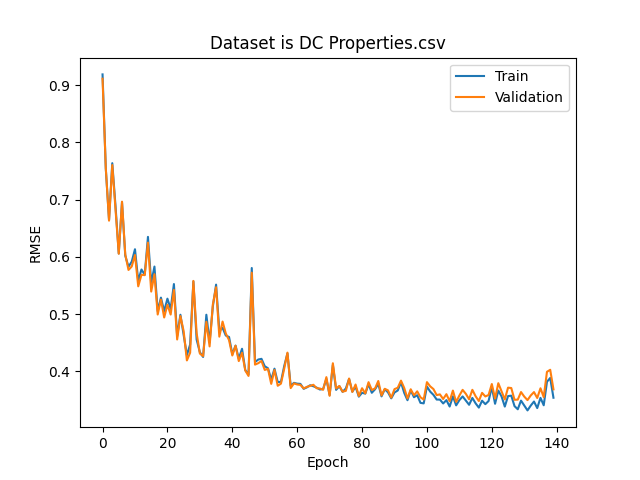 Dataset is DC Properties.csv
Train
Validation
RMSE
0.9
0.8
0.7
0.6
0.5
0.4
0 20 40 60 80 100 120 140
Epoch